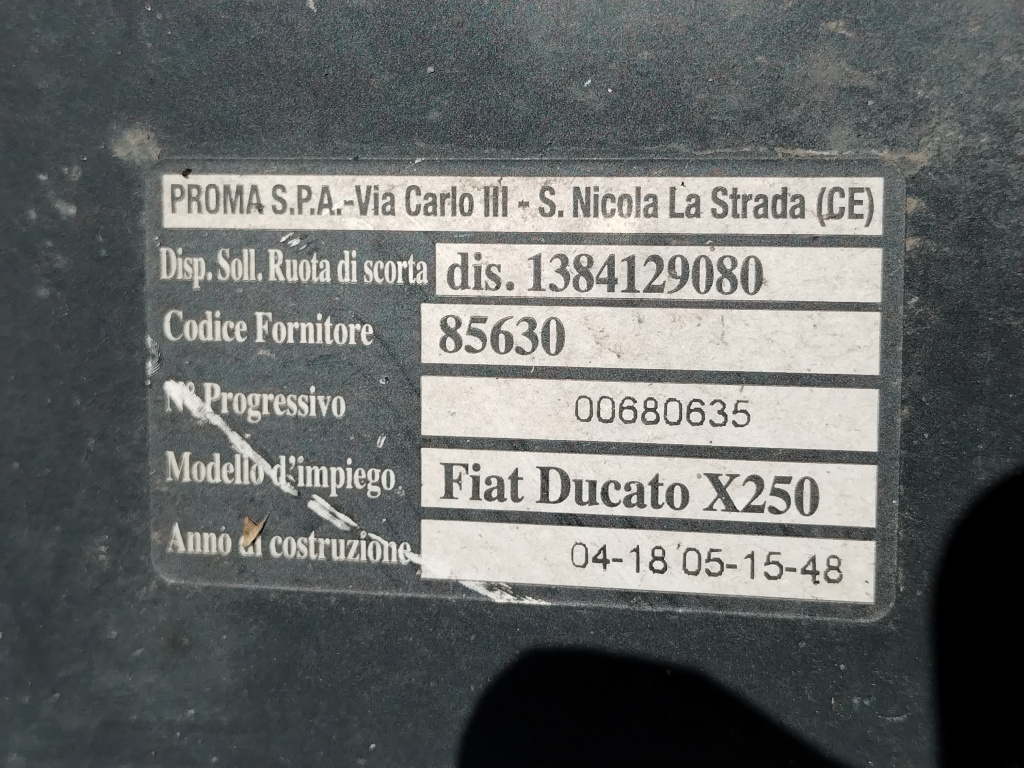 PROMA S.P.A.-Via Carlo III - S. Nicola La Strada (CE)
Disp. Soll. Ruota di scorta dis. 1384129080
Codice Fornitore 85630
N° Progressivo 00680635
Modello d'impiego Fiat Ducato X250
Anno di costruzione 04-18 05-15-48